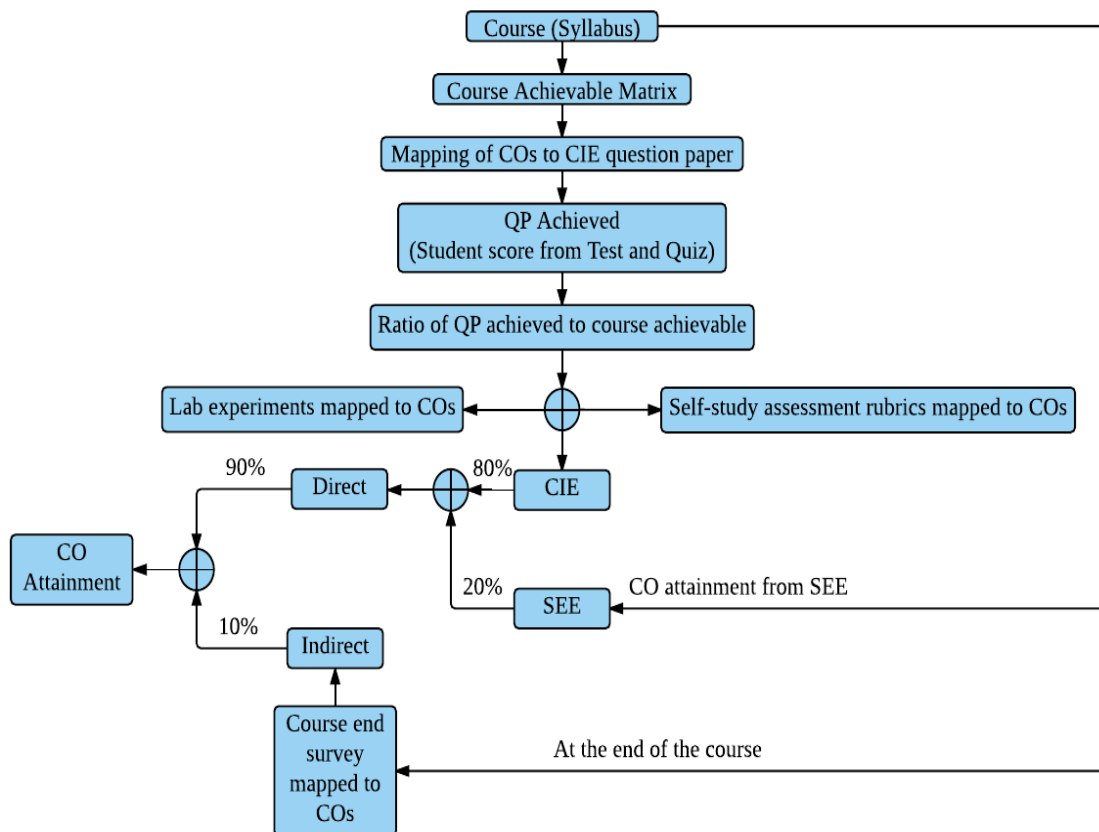 Course (Syllabus)
Course Achievable Matrix
Mapping of COs to CIE question paper
QP Achieved
(Student score from Test and Quiz)
Ratio of QP achieved to course achievable
Lab experiments mapped to COs
Self-study assessment rubrics mapped to COs
90%
Direct
80%
CIE
CO
Attainment
20%
SEE
CO attainment from SEE
10%
Indirect
Course end
survey
mapped to
COs
At the end of the course